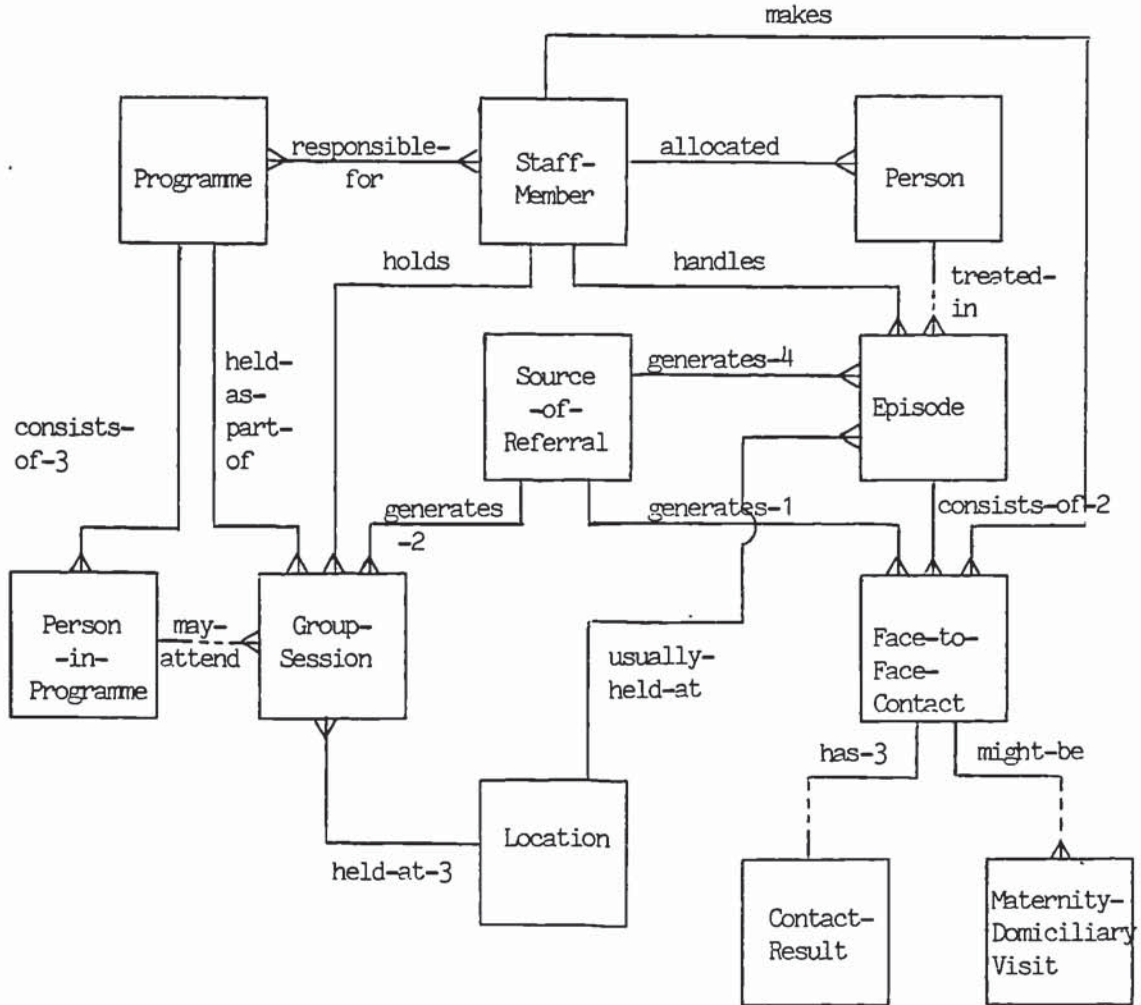 makes
responsible-
for
allocated
Programme
Staff-
Member
Person
holds
handles
treated-
in
held-
as-
part-
of
generates-4
Source
-of-
Referral
Episode
consists-
of-3
generates
-2
generates-1
consists-of-2
Person
-in-
Programme
may-
attend
Group-
Session
usually-
held-at
Face-to-
Face-
Contact
has-3
might-be
Location
held-at-3
Contact-
Result
Maternity-
Domiciliary
Visit